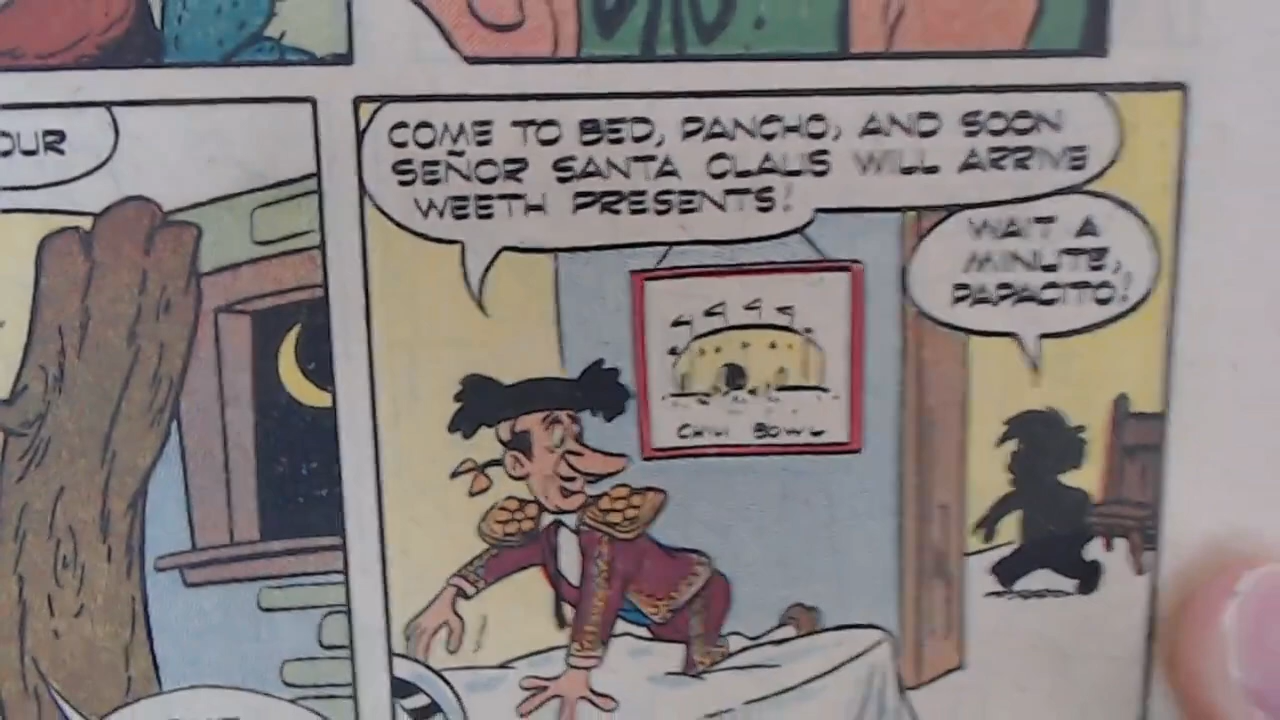 OUR
COME TO BED, PANCHO, AND SOON
SEÑOR SANTA CLAUS WILL ARRIVE
WEETH PRESENTS!
WAIT A
MINUTE,
PAPACITO!
CHILI BOWL